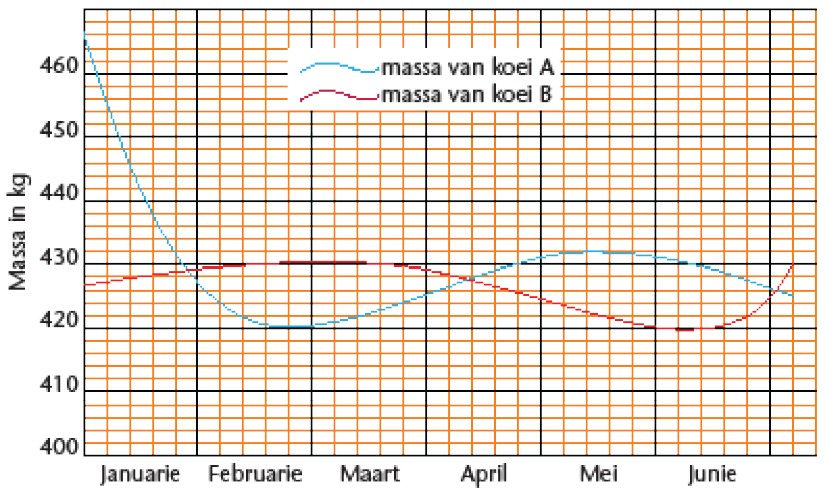 massa van koei A
massa van koei B
Massa in kg
460
450
440
430
420
410
400
Januarie Februarie Maart April Mei Junie